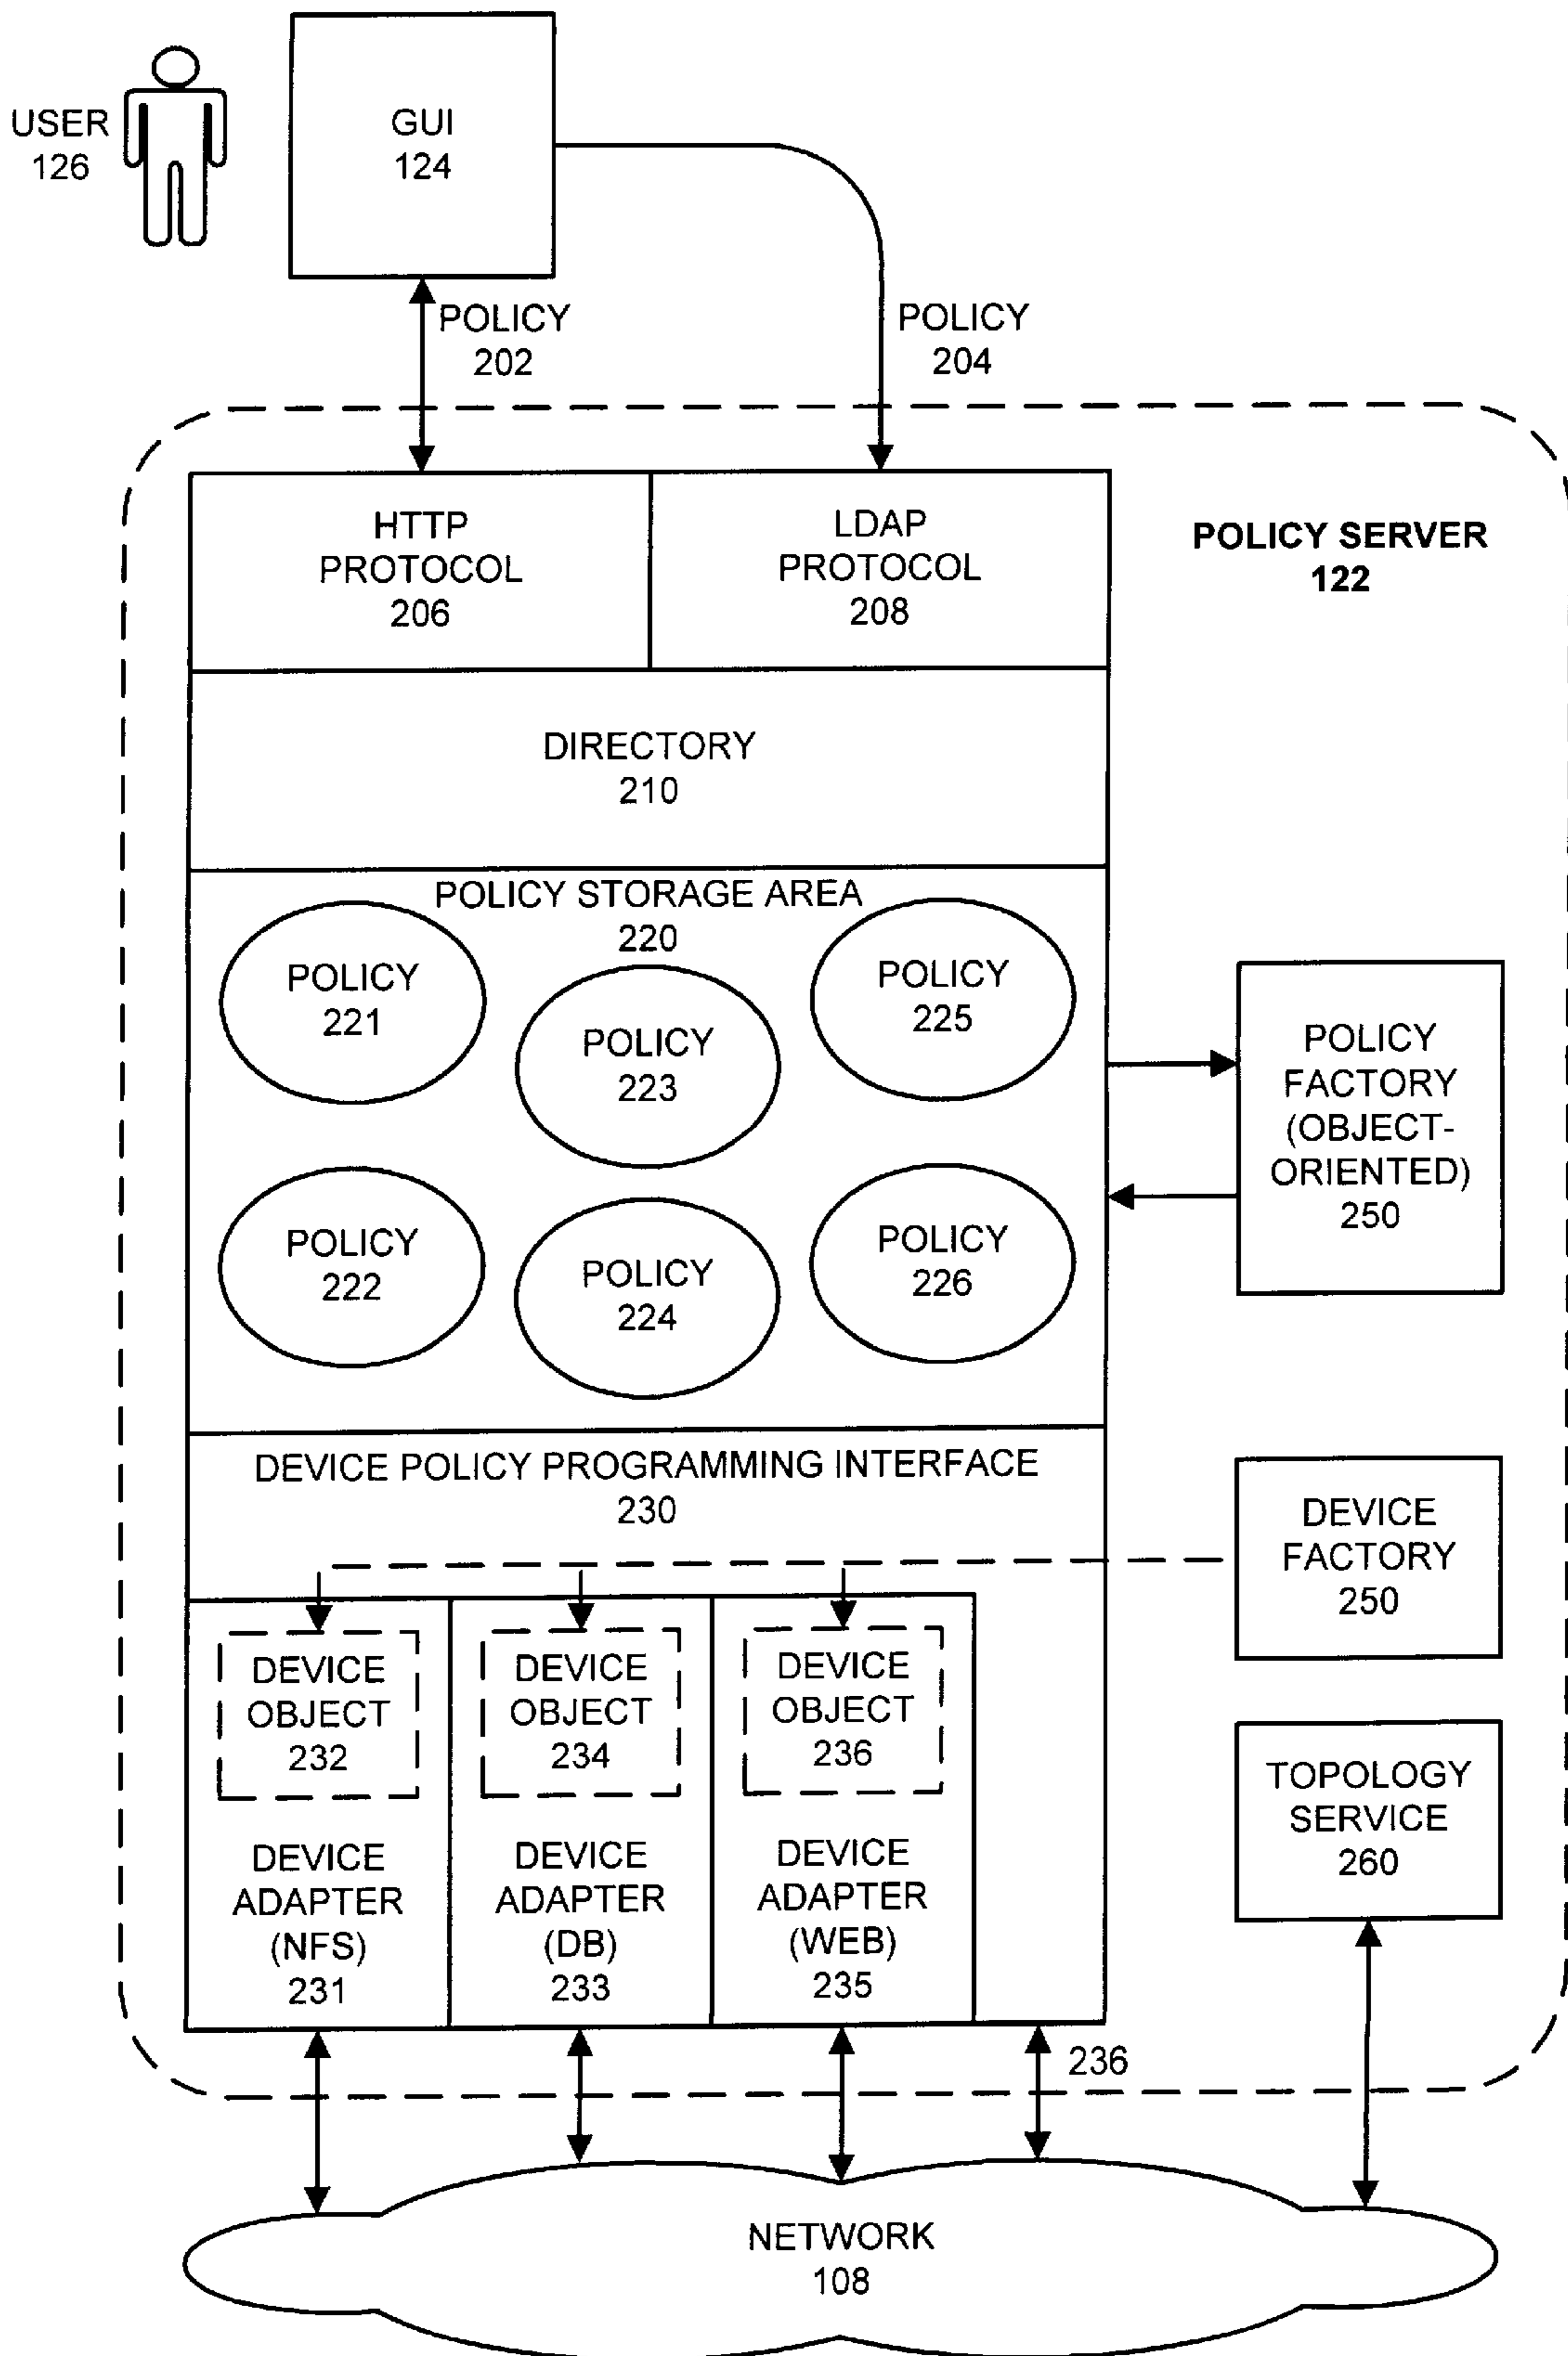 USER
126
GUI
124
POLICY
202
POLICY
204
HTTP
PROTOCOL
206
LDAP
PROTOCOL
208
POLICY SERVER
122
DIRECTORY
210
POLICY STORAGE AREA
220
POLICY
221
POLICY
223
POLICY
225
POLICY
222
POLICY
224
POLICY
226
POLICY
FACTORY
(OBJECT-
ORIENTED)
250
DEVICE POLICY PROGRAMMING INTERFACE
230
DEVICE
FACTORY
250
DEVICE
OBJECT
232
DEVICE
OBJECT
234
DEVICE
OBJECT
236
DEVICE
ADAPTER
(NFS)
231
DEVICE
ADAPTER
(DB)
233
DEVICE
ADAPTER
(WEB)
235
TOPOLOGY
SERVICE
260
236
NETWORK
108